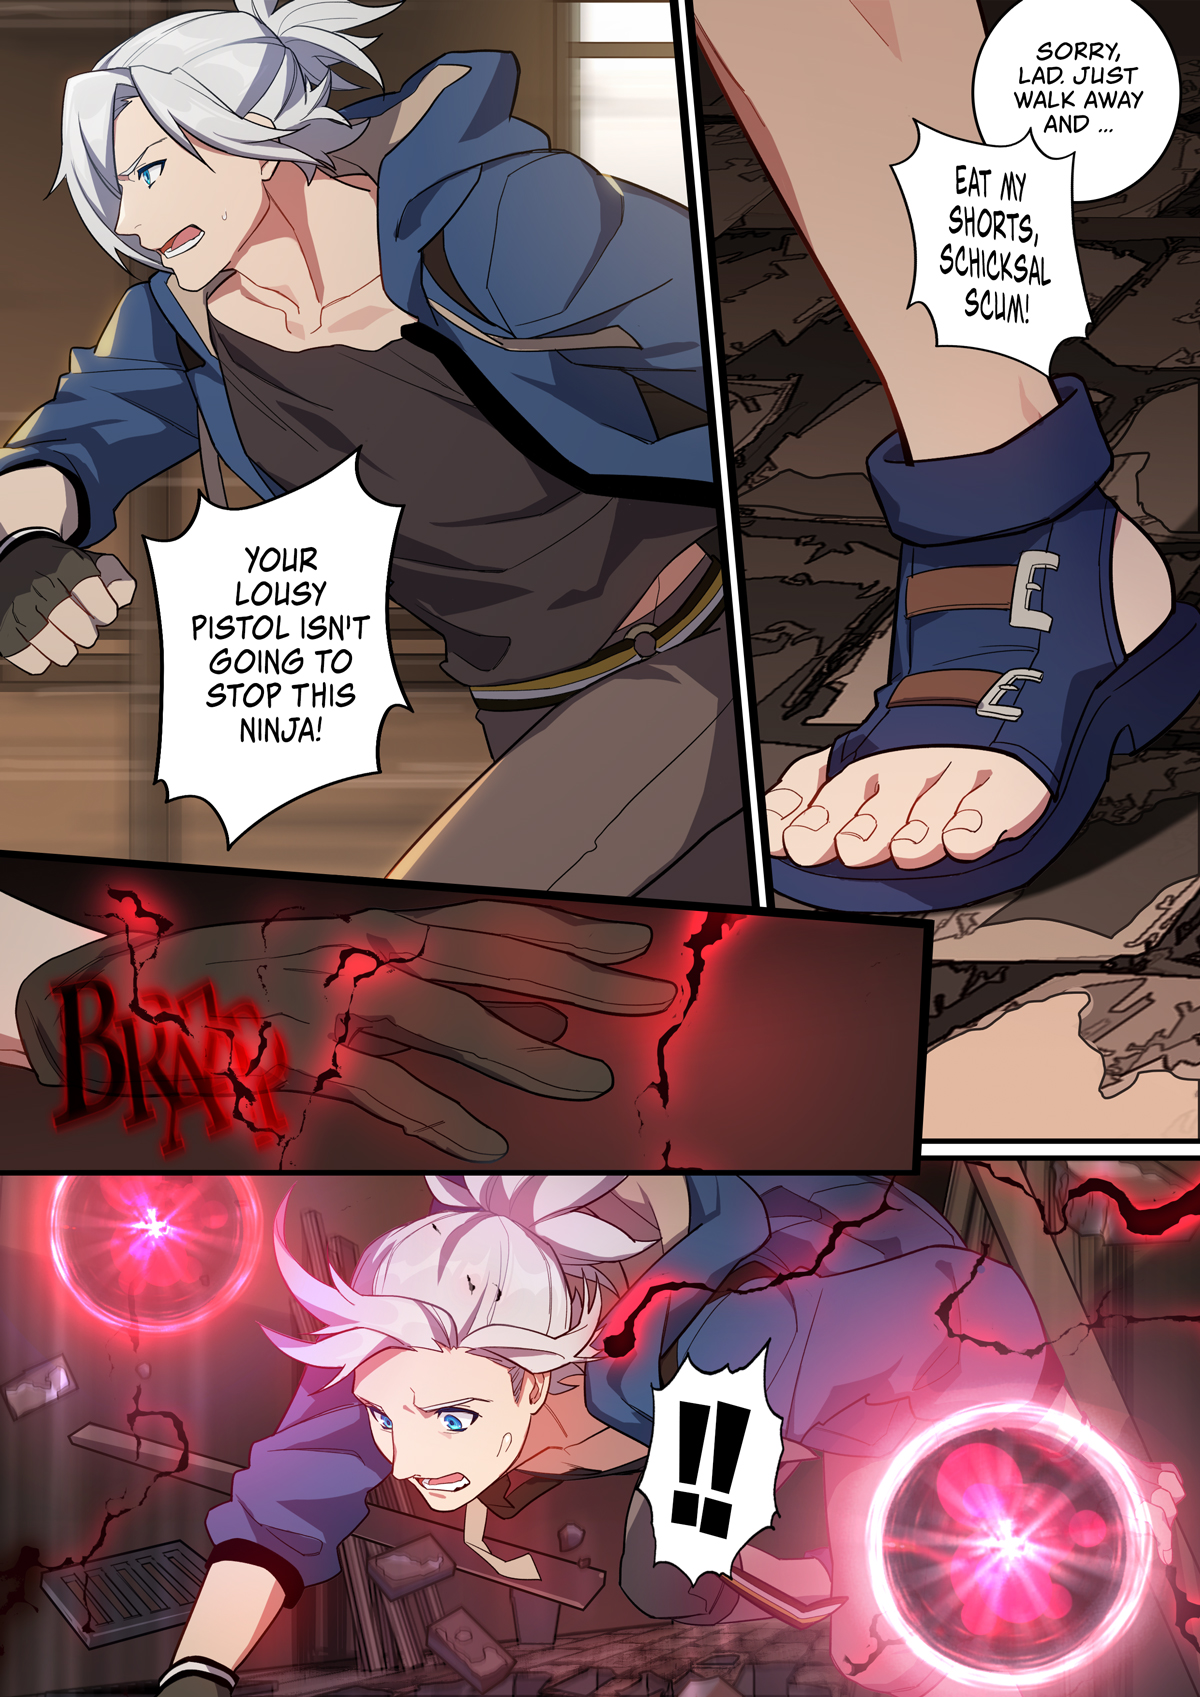 SORRY,
LAD. JUST
WALK AWAY
AND ...
EAT MY
SHORTS,
SCHICKSAL
SCUM!
YOUR
LOUSY
PISTOL ISN'T
GOING TO
STOP THIS
NINJA!
!!